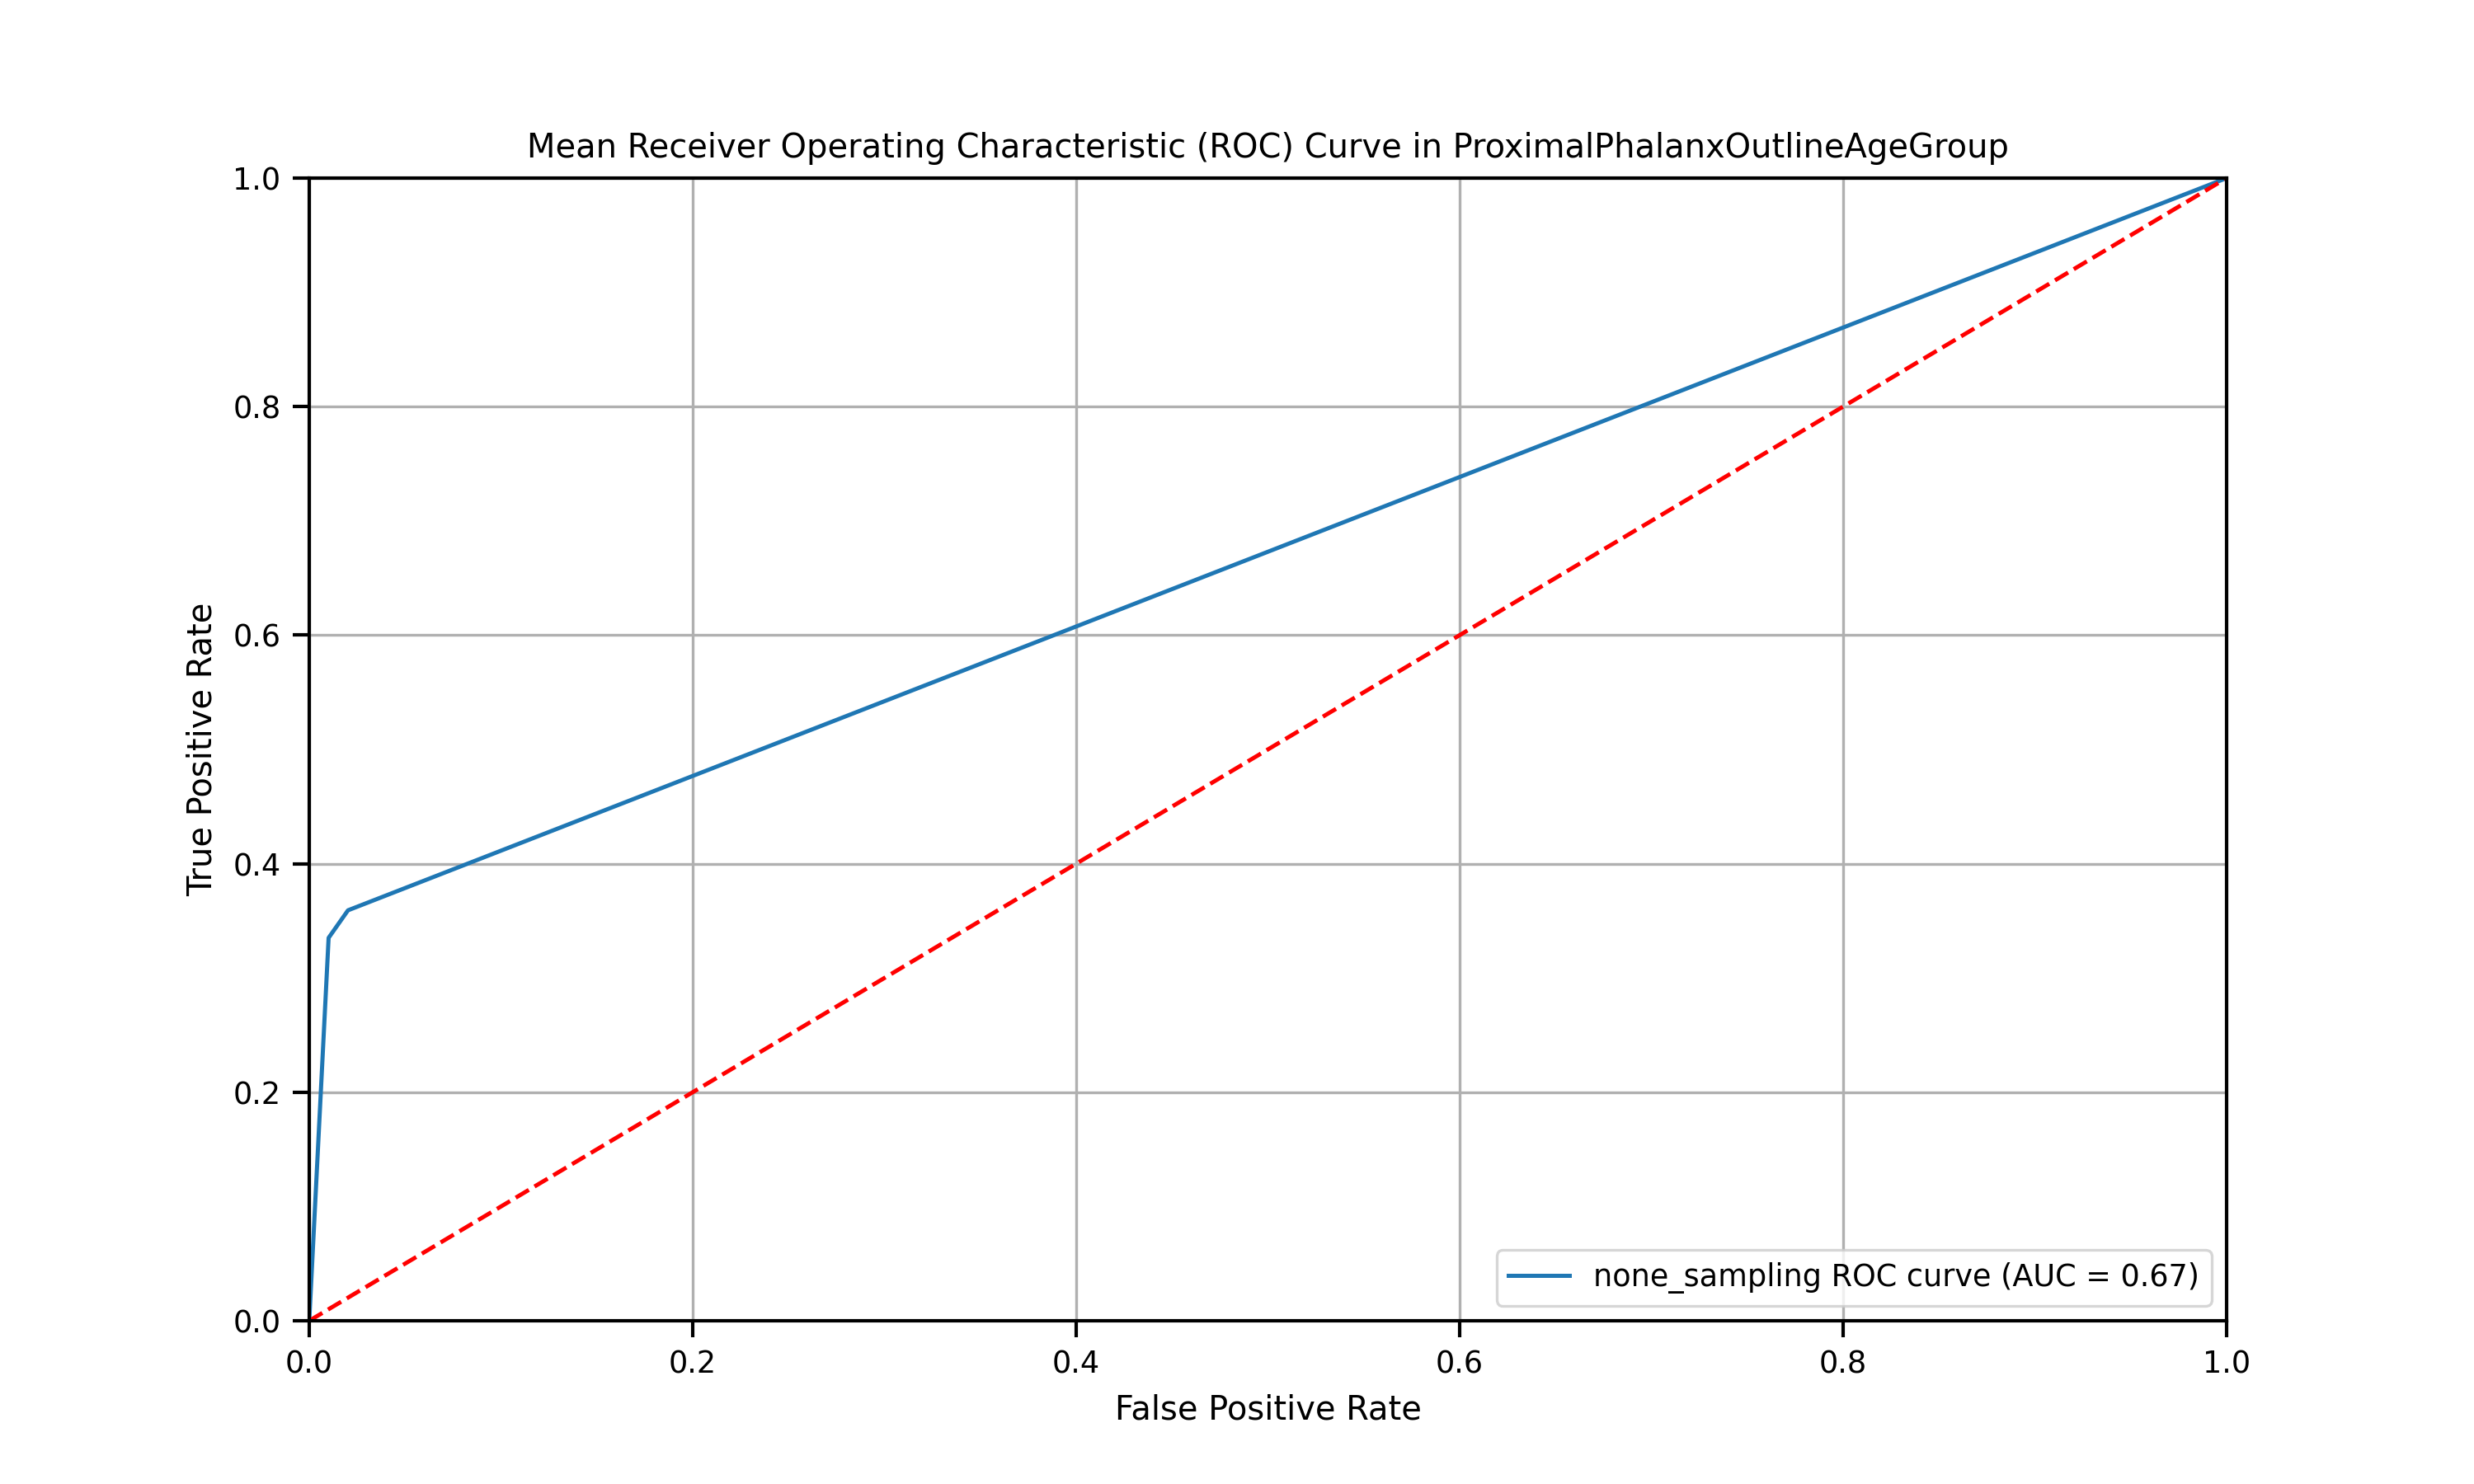 Mean Receiver Operating Characteristic (ROC) Curve in ProximalPhalanxOutlineAgeGroup
1.0
0.8
0.6
0.4
0.2
0.0
True Positive Rate
none_sampling ROC curve (AUC = 0.67)
0.0 0.2 0.4 0.6 0.8 1.0
False Positive Rate